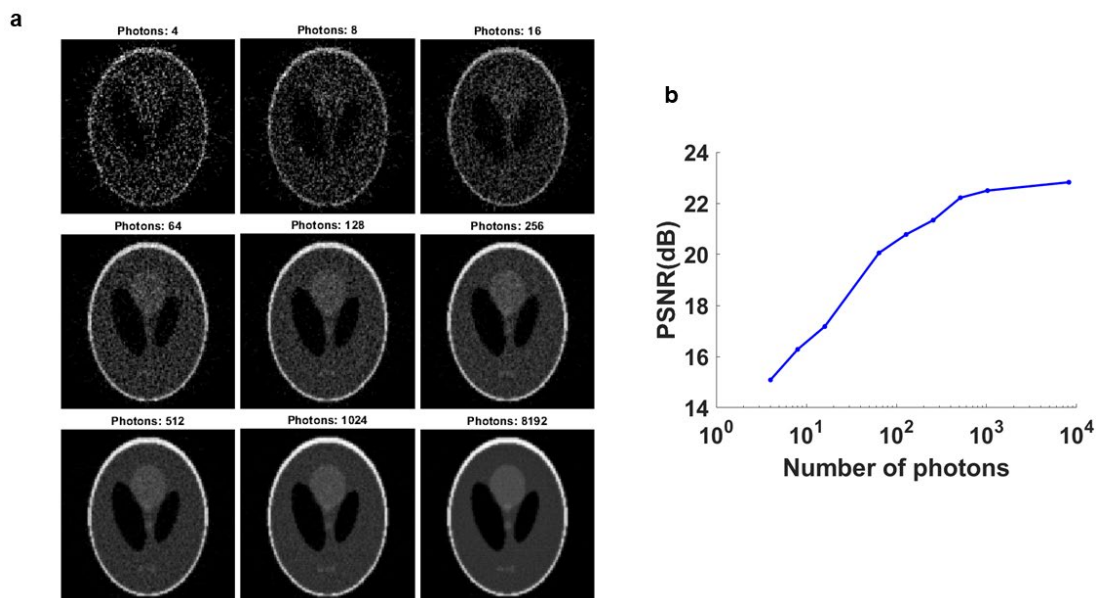 a
Photons: 4
Photons: 8
Photons: 16
Photons: 64
Photons: 128
Photons: 256
Photons: 512
Photons: 1024
Photons: 8192
b
PSNR(dB)
24
22
20
18
16
14
10^0
10^1
10^2
10^3
10^4
Number of photons